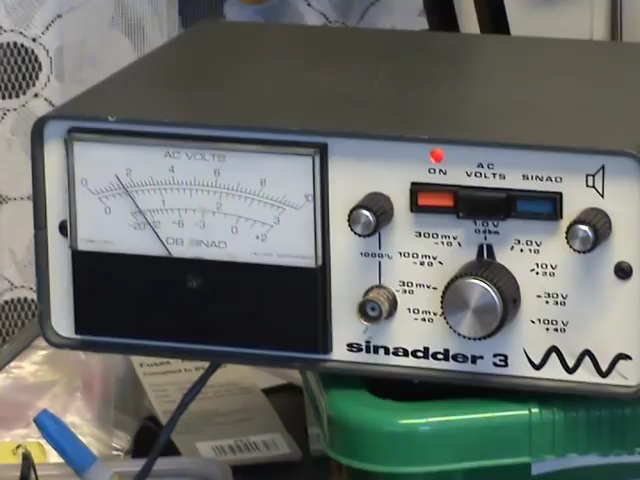 AC VOLTS
0 2 4 6 8 10
0 1 2 3
-20 -6 -3 0 +2
DB SINAD
ON
AC VOLTS
SINAD
1.0V
0dbm
300mv
-10
3.0V
+10
1000~
100mv
-20
10V
+20
30mv
-30
30V
+30
10mv
-40
100V
+40
sinadder 3